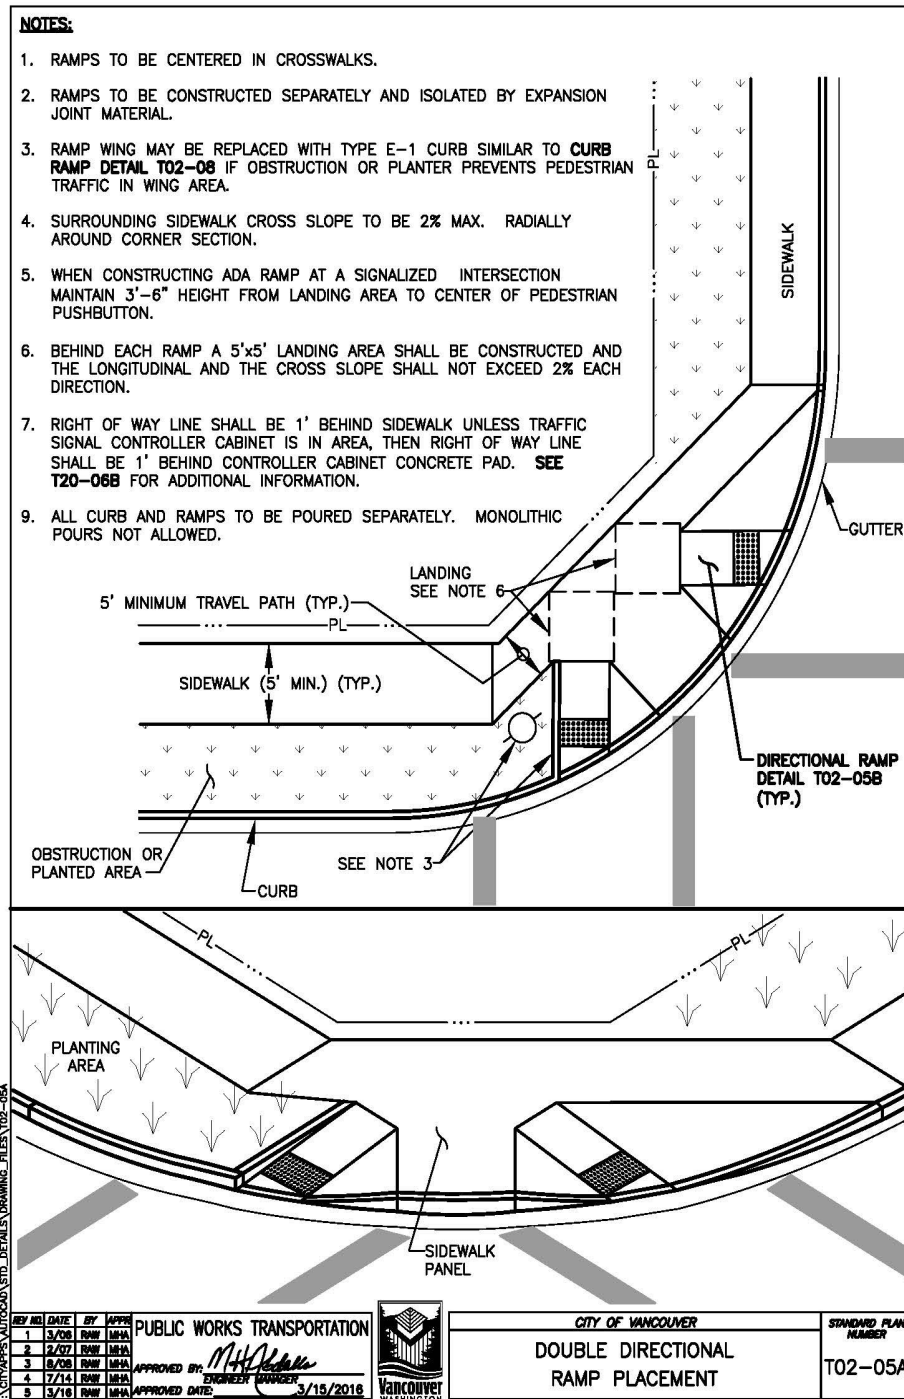 NOTES:
1. RAMPS TO BE CENTERED IN CROSSWALKS.
2. RAMPS TO BE CONSTRUCTED SEPARATELY AND ISOLATED BY EXPANSION
JOINT MATERIAL.
3. RAMP WING MAY BE REPLACED WITH TYPE E-1 CURB SIMILAR TO CURB
RAMP DETAIL T02-08 IF OBSTRUCTION OR PLANTER PREVENTS PEDESTRIAN
TRAFFIC IN WING AREA.
4. SURROUNDING SIDEWALK CROSS SLOPE TO BE 2% MAX. RADIALLY
AROUND CORNER SECTION.
5. WHEN CONSTRUCTING ADA RAMP AT A SIGNALIZED INTERSECTION
MAINTAIN 3'-6" HEIGHT FROM LANDING AREA TO CENTER OF PEDESTRIAN
PUSHBUTTON.
6. BEHIND EACH RAMP A 5'x5' LANDING AREA SHALL BE CONSTRUCTED AND
THE LONGITUDINAL AND THE CROSS SLOPE SHALL NOT EXCEED 2% EACH
DIRECTION.
7. RIGHT OF WAY LINE SHALL BE 1' BEHIND SIDEWALK UNLESS TRAFFIC
SIGNAL CONTROLLER CABINET IS IN AREA, THEN RIGHT OF WAY LINE
SHALL BE 1' BEHIND CONTROLLER CABINET CONCRETE PAD. SEE
T20-06B FOR ADDITIONAL INFORMATION.
9. ALL CURB AND RAMPS TO BE POURED SEPARATELY. MONOLITHIC
POURS NOT ALLOWED.
PL
SIDEWALK
GUTTER
LANDING
SEE NOTE 6
5' MINIMUM TRAVEL PATH (TYP.)
PL
SIDEWALK (5' MIN.) (TYP.)
DIRECTIONAL RAMP
DETAIL T02-05B
(TYP.)
OBSTRUCTION OR
PLANTED AREA
SEE NOTE 3
CURB
PL
PL
PLANTING
AREA
SIDEWALK
PANEL
CITYAPPS\AUTOCAD\STD_DETAILS\DRAWING_FILES\T02-05A
REV NO. DATE BY APPR
1 3/06 RAW MHA
2 2/07 RAW MHA
3 8/08 RAW MHA
4 7/14 RAW MHA
5 3/16 RAW MHA
PUBLIC WORKS TRANSPORTATION
APPROVED BY:
ENGINEER MANAGER
APPROVED DATE: 3/15/2016
Vancouver
WASHINGTON
CITY OF VANCOUVER
DOUBLE DIRECTIONAL
RAMP PLACEMENT
STANDARD PLAN
NUMBER
T02-05A